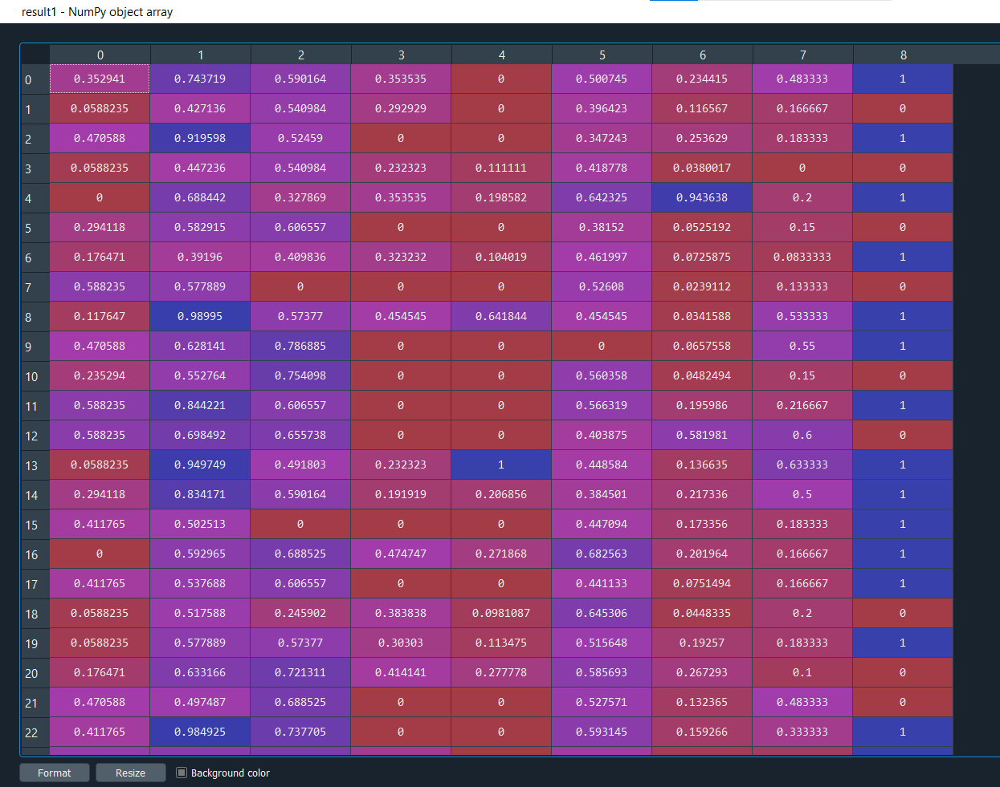 result1 - NumPy object array
0 1 2 3 4 5 6 7 8
0 0.352941 0.743719 0.590164 0.353535 0 0.500745 0.234415 0.483333 1
1 0.0588235 0.427136 0.540984 0.292929 0 0.396423 0.116567 0.166667 0
2 0.470588 0.919598 0.52459 0 0 0.347243 0.253629 0.183333 1
3 0.0588235 0.447236 0.540984 0.232323 0.111111 0.418778 0.0380017 0 0
4 0 0.688442 0.327869 0.353535 0.198582 0.642325 0.943638 0.2 1
5 0.294118 0.582915 0.606557 0 0 0.38152 0.0525192 0.15 0
6 0.176471 0.39196 0.409836 0.323232 0.104019 0.461997 0.0725875 0.0833333 1
7 0.588235 0.577889 0 0 0 0.52608 0.0239112 0.133333 0
8 0.117647 0.98995 0.57377 0.454545 0.641844 0.454545 0.0341588 0.533333 1
9 0.470588 0.628141 0.786885 0 0 0 0.0657558 0.55 1
10 0.235294 0.552764 0.754098 0 0 0.560358 0.0482494 0.15 0
11 0.588235 0.844221 0.606557 0 0 0.566319 0.195986 0.216667 1
12 0.588235 0.698492 0.655738 0 0 0.403875 0.581981 0.6 0
13 0.0588235 0.949749 0.491803 0.232323 1 0.448584 0.136635 0.633333 1
14 0.294118 0.834171 0.590164 0.191919 0.206856 0.384501 0.217336 0.5 1
15 0.411765 0.502513 0 0 0 0.447094 0.173356 0.183333 1
16 0 0.592965 0.688525 0.474747 0.271868 0.682563 0.201964 0.166667 1
17 0.411765 0.537688 0.606557 0 0 0.441133 0.0751494 0.166667 1
18 0.0588235 0.517588 0.245902 0.383838 0.0981087 0.645306 0.0448335 0.2 0
19 0.0588235 0.577889 0.57377 0.30303 0.113475 0.515648 0.19257 0.183333 1
20 0.176471 0.633166 0.721311 0.414141 0.277778 0.585693 0.267293 0.1 0
21 0.470588 0.497487 0.688525 0 0 0.527571 0.132365 0.483333 0
22 0.411765 0.984925 0.737705 0 0 0.593145 0.159266 0.333333 1
Format Resize Background color